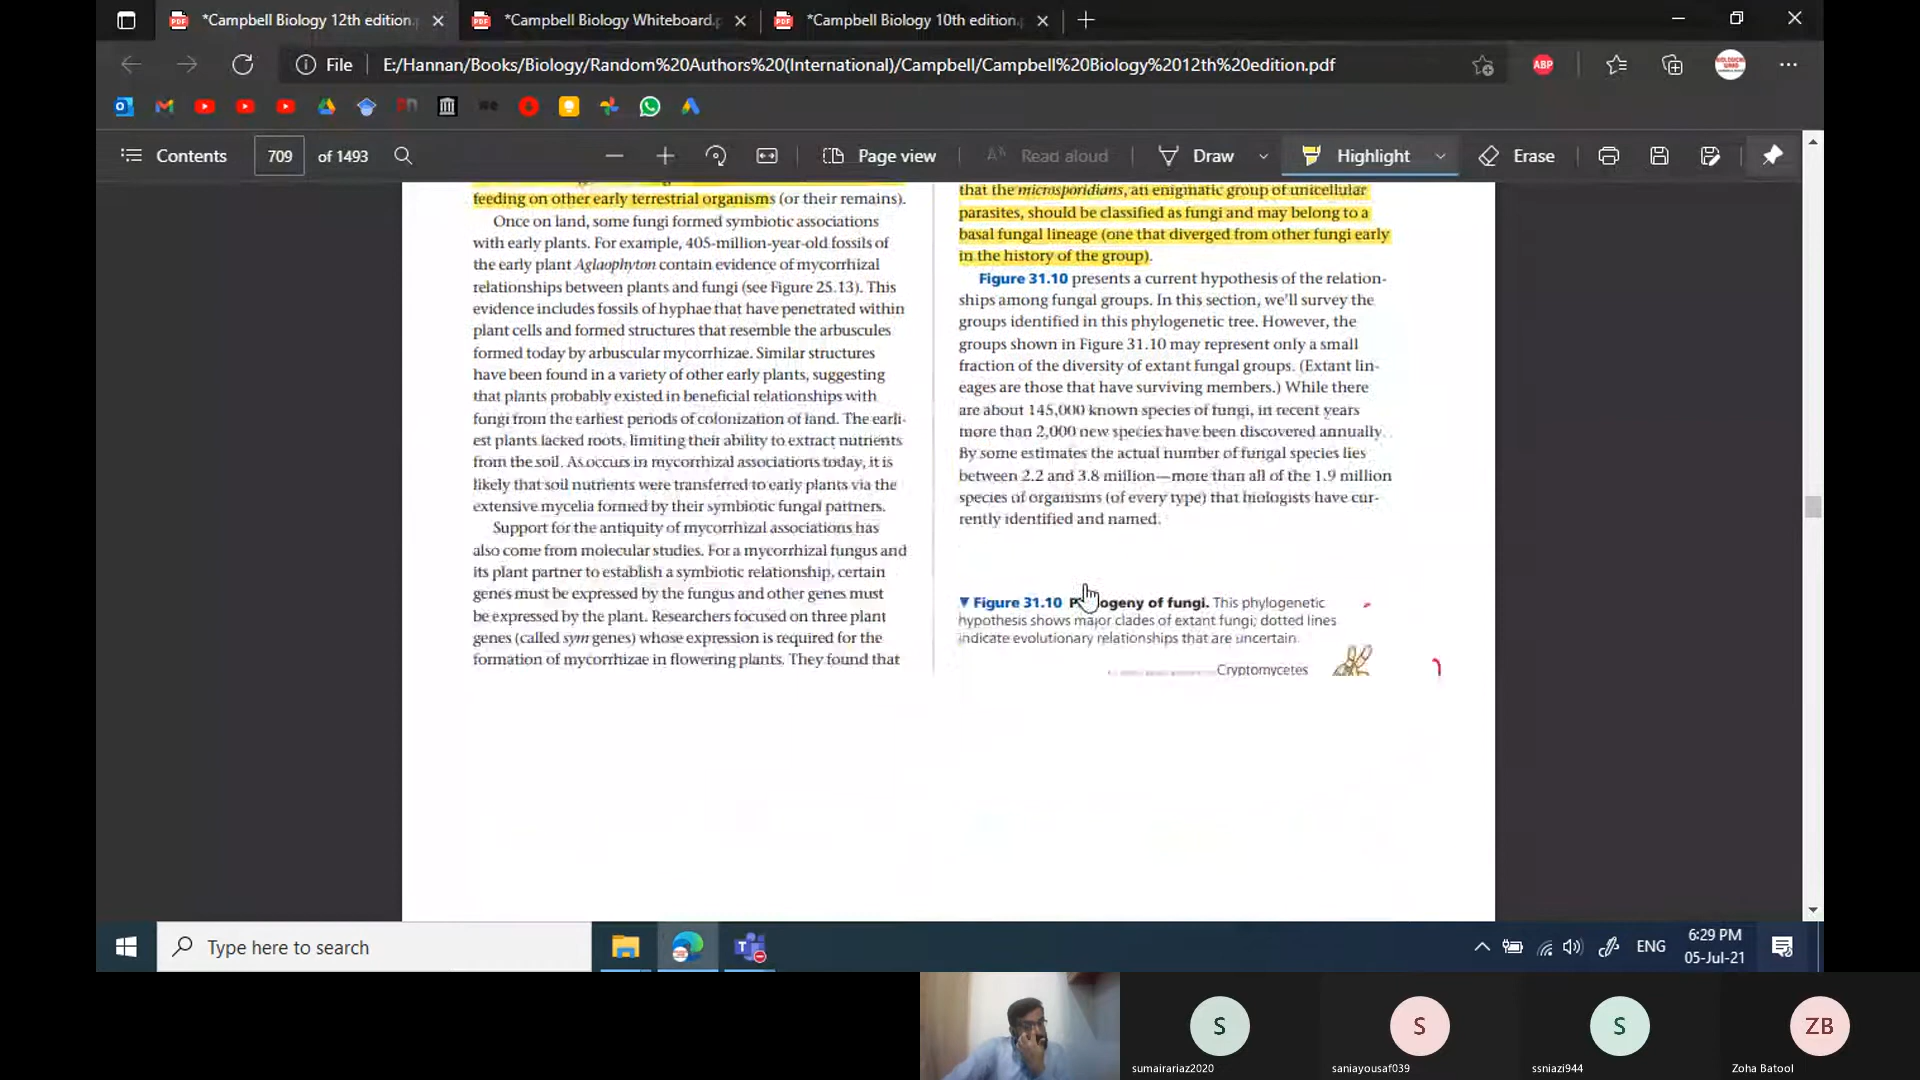 *Campbell Biology 12th edition.
*Campbell Biology Whiteboard.p
*Campbell Biology 10th edition.
File
E:/Hannan/Books/Biology/Random%20Authors%20(International)/Campbell/Campbell%20Biology%2012th%20edition.pdf
ABP
Contents
709
of 1493
Page view
Read aloud
Draw
Highlight
Erase
feeding on other early terrestrial organisms (or their remains).
Once on land, some fungi formed symbiotic associations
with early plants. For example, 405-million-year-old fossils of
the early plant Aglaophyton contain evidence of mycorrhizal
relationships between plants and fungi (see Figure 25.13). This
evidence includes fossils of hyphae that have penetrated within
plant cells and formed structures that resemble the arbuscules
formed today by arbuscular mycorrhizae. Similar structures
have been found in a variety of other early plants, suggesting
that plants probably existed in beneficial relationships with
fungi from the earliest periods of colonization of land. The earli-
est plants lacked roots, limiting their ability to extract nutrients
from the soil. As occurs in mycorrhizal associations today, it is
likely that soil nutrients were transferred to early plants via the
extensive mycelia formed by their symbiotic fungal partners.
Support for the antiquity of mycorrhizal associations has
also come from molecular studies. For a mycorrhizal fungus and
its plant partner to establish a symbiotic relationship, certain
genes must be expressed by the fungus and other genes must
be expressed by the plant. Researchers focused on three plant
genes (called sym genes) whose expression is required for the
formation of mycorrhizae in flowering plants. They found that
that the microsporidians, an enigmatic group of unicellular
parasites, should be classified as fungi and may belong to a
basal fungal lineage (one that diverged from other fungi early
in the history of the group).
Figure 31.10 presents a current hypothesis of the relation-
ships among fungal groups. In this section, we'll survey the
groups identified in this phylogenetic tree. However, the
groups shown in Figure 31.10 may represent only a small
fraction of the diversity of extant fungal groups. (Extant lin-
eages are those that have surviving members.) While there
are about 145,000 known species of fungi, in recent years
more than 2,000 new species have been discovered annually.
By some estimates the actual number of fungal species lies
between 2.2 and 3.8 million—more than all of the 1.9 million
species of organisms (of every type) that biologists have cur-
rently identified and named.
▼ Figure 31.10 Phylogeny of fungi. This phylogenetic
hypothesis shows major clades of extant fungi; dotted lines
indicate evolutionary relationships that are uncertain.
Cryptomycetes
Type here to search
ENG
6:29 PM
05-Jul-21
S
S
S
ZB
sumairariaz2020
saniayousaf039
ssniazi944
Zoha Batool